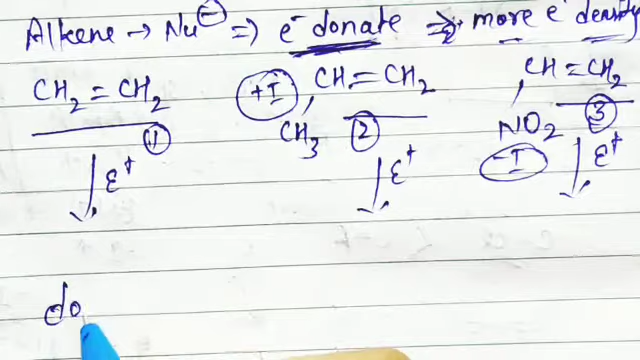 Alkene → Nu⊖ ⇒ e⁻ donate ⇒ more e⁻ density
CH₂ = CH₂ +I CH = CH₂ CH = CH₂
1 CH₃ 2 NO₂ 3
E⁺ E⁺ -I E⁺
do